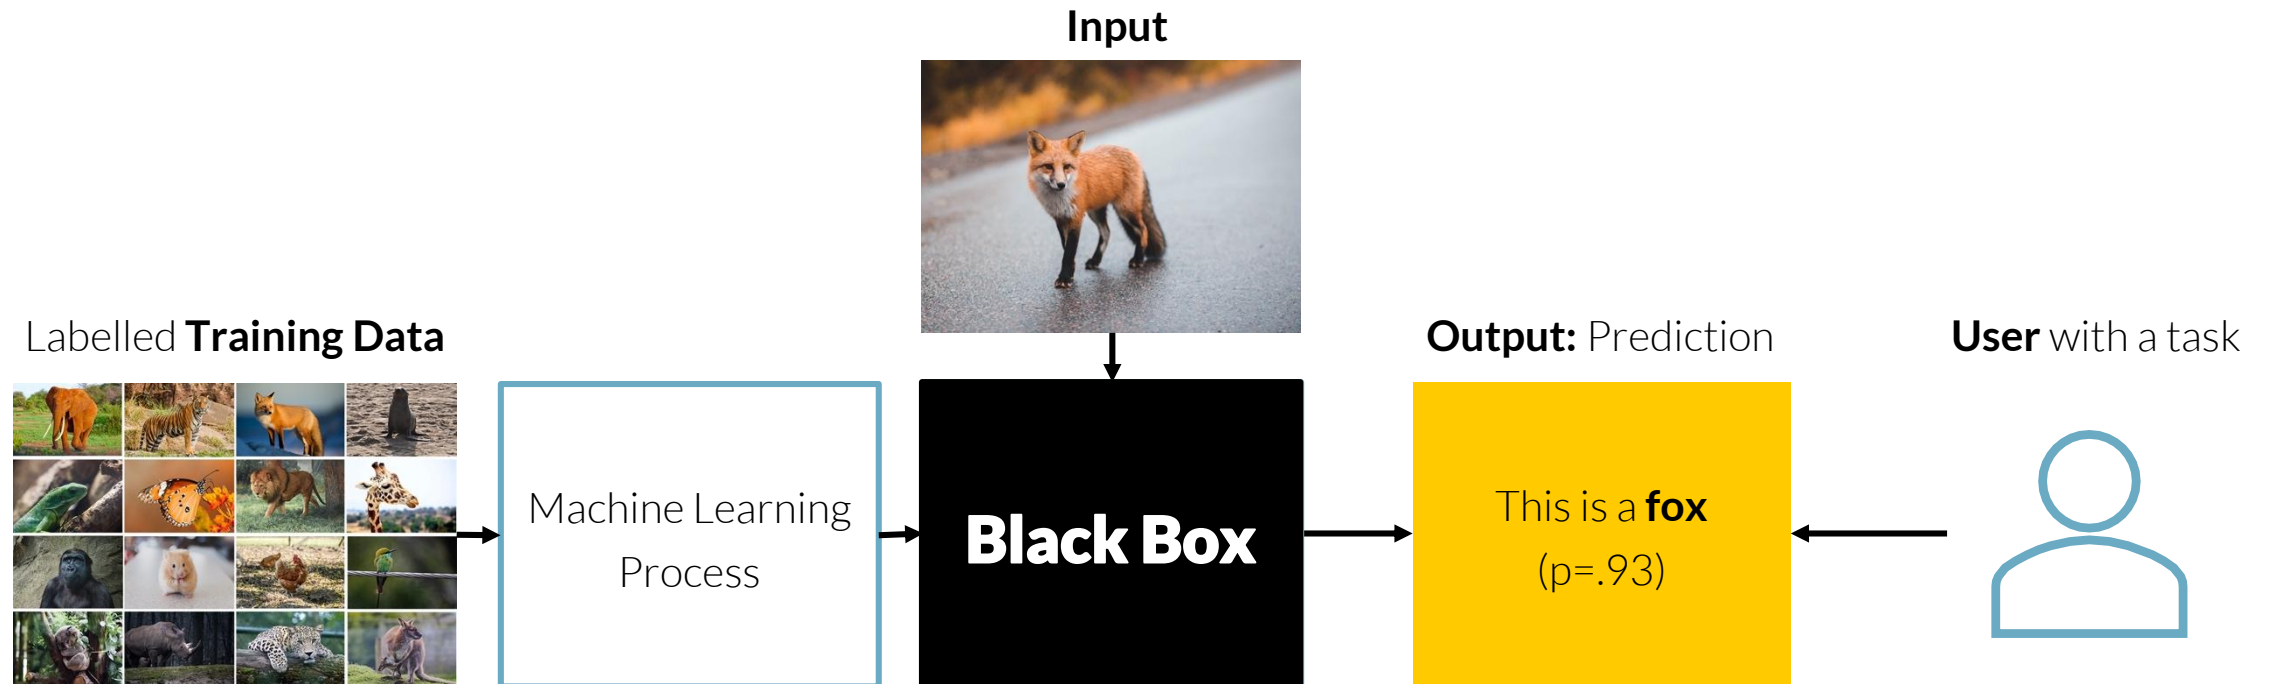 Input
Labelled Training Data
Output: Prediction
User with a task
Machine Learning
Process
Black Box
This is a fox
(p=.93)